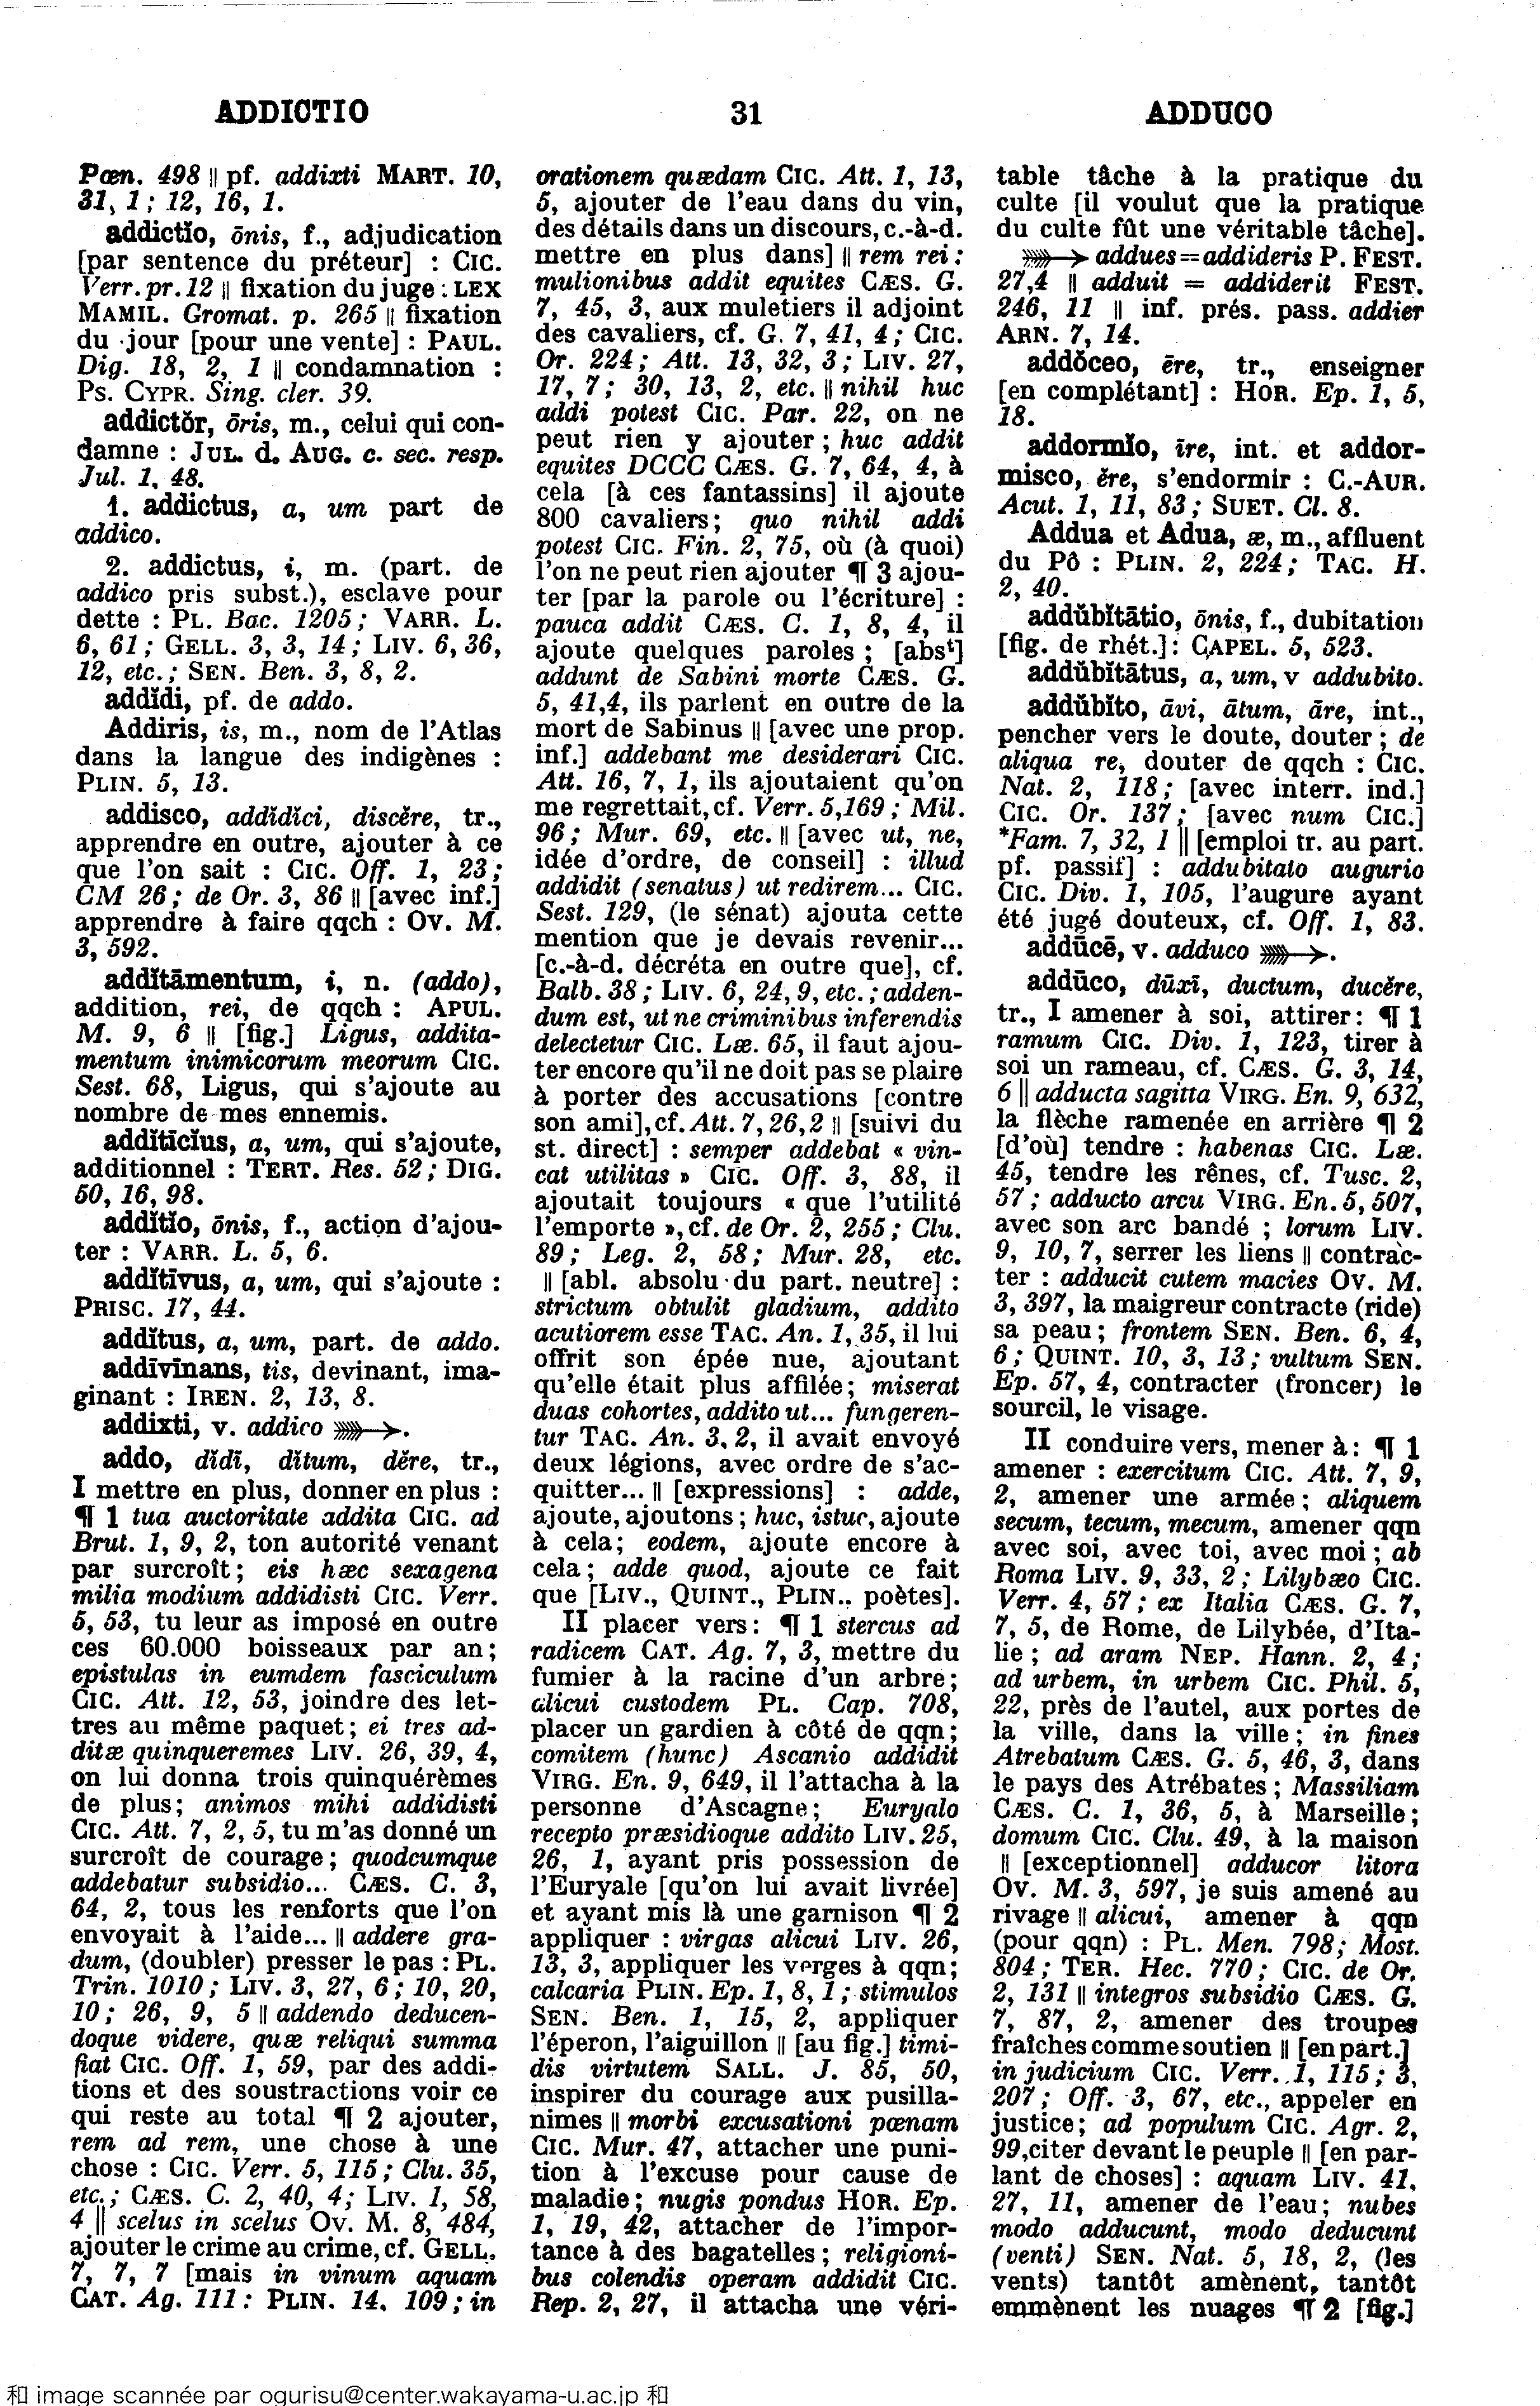 ADDICTIO
31
ADDUCO
Pœn. 498 || pf. addixti MART. 10,
31, 1; 12, 16, 1.
addictĭo, ōnis, f., adjudication
[par sentence du préteur] : CIC.
Verr. pr. 12 || fixation du juge : LEX
MAMIL. Gromat. p. 265 || fixation
du jour [pour une vente] : PAUL.
Dig. 18, 2, 1 || condamnation :
PS. CYPR. Sing. cler. 39.
addictŏr, ōris, m., celui qui con-
damne : JUL. d. AUG. c. sec. resp.
Jul. 1, 48.
1. addictus, a, um part de
addico.
2. addictus, i, m. (part. de
addico pris subst.), esclave pour
dette : PL. Bac. 1205; VARR. L.
6, 61; GELL. 3, 3, 14; LIV. 6, 36,
12, etc.; SEN. Ben. 3, 8, 2.
addĭdi, pf. de addo.
Addiris, is, m., nom de l'Atlas
dans la langue des indigènes :
PLIN. 5, 13.
addisco, addĭdĭci, discĕre, tr.,
apprendre en outre, ajouter à ce
que l'on sait : CIC. Off. 1, 23;
CM 26; de Or. 3, 86 || [avec inf.]
apprendre à faire qqch : OV. M.
3, 592.
addĭtāmentum, i, n. (addo),
addition, rei, de qqch : APUL.
M. 9, 6 || [fig.] Ligus, addita-
mentum inimicorum meorum CIC.
Sest. 68, Ligus, qui s'ajoute au
nombre de mes ennemis.
addĭtīcĭus, a, um, qui s'ajoute,
additionnel : TERT. Res. 52; DIG.
50, 16, 98.
addĭtĭo, ōnis, f., action d'ajou-
ter : VARR. L. 5, 6.
addĭtīvus, a, um, qui s'ajoute :
PRISC. 17, 44.
addĭtus, a, um, part. de addo.
addīvīnans, tis, devinant, ima-
ginant : IREN. 2, 13, 8.
addixti, v. addico ⟶.
addo, dĭdī, dĭtum, dĕre, tr.,
I mettre en plus, donner en plus :
¶ 1 tua auctoritate addita CIC. ad
Brut. 1, 9, 2, ton autorité venant
par surcroît; eis hæc sexagena
milia modium addidisti CIC. Verr.
5, 53, tu leur as imposé en outre
ces 60.000 boisseaux par an;
epistulas in eumdem fasciculum
CIC. Att. 12, 53, joindre des let-
tres au même paquet; ei tres ad-
ditæ quinqueremes LIV. 26, 39, 4,
on lui donna trois quinquérèmes
de plus; animos mihi addidisti
CIC. Att. 7, 2, 5, tu m'as donné un
surcroît de courage; quodcumque
addebatur subsidio... CÆS. C. 3,
64, 2, tous les renforts que l'on
envoyait à l'aide... || addere gra-
dum, (doubler) presser le pas : PL.
Trin. 1010; LIV. 3, 27, 6; 10, 20,
10; 26, 9, 5 || addendo deducen-
doque videre, quæ reliqui summa
fiat CIC. Off. 1, 59, par des addi-
tions et des soustractions voir ce
qui reste au total ¶ 2 ajouter,
rem ad rem, une chose à une
chose : CIC. Verr. 5, 115; Clu. 35,
etc.; CÆS. C. 2, 40, 4; LIV. 1, 58,
4 || scelus in scelus OV. M. 8, 484,
ajouter le crime au crime, cf. GELL.
7, 7, 7 [mais in vinum aquam
CAT. Ag. 111: PLIN. 14, 109; in
orationem quædam CIC. Att. 1, 13,
5, ajouter de l'eau dans du vin,
des détails dans un discours, c.-à-d.
mettre en plus dans] || rem rei :
mulionibus addit equites CÆS. G.
7, 45, 3, aux muletiers il adjoint
des cavaliers, cf. G. 7, 41, 4; CIC.
Or. 224; Att. 13, 32, 3; LIV. 27,
17, 7; 30, 13, 2, etc. || nihil huc
addi potest CIC. Par. 22, on ne
peut rien y ajouter; huc addit
equites DCCC CÆS. G. 7, 64, 4, à
cela [à ces fantassins] il ajoute
800 cavaliers; quo nihil addi
potest CIC. Fin. 2, 75, où (à quoi)
l'on ne peut rien ajouter ¶ 3 ajou-
ter [par la parole ou l'écriture] :
pauca addit CÆS. C. 1, 8, 4, il
ajoute quelques paroles; [absᵗ]
addunt de Sabini morte CÆS. G.
5, 41,4, ils parlent en outre de la
mort de Sabinus || [avec une prop.
inf.] addebant me desiderari CIC.
Att. 16, 7, 1, ils ajoutaient qu'on
me regrettait, cf. Verr. 5,169; Mil.
96; Mur. 69, etc. || [avec ut, ne,
idée d'ordre, de conseil] : illud
addidit (senatus) ut redirem... CIC.
Sest. 129, (le sénat) ajouta cette
mention que je devais revenir...
[c.-à-d. décréta en outre que], cf.
Balb. 38; LIV. 6, 24, 9, etc.; adden-
dum est, ut ne criminibus inferendis
delectetur CIC. Læ. 65, il faut ajou-
ter encore qu'il ne doit pas se plaire
à porter des accusations [contre
son ami], cf. Att. 7, 26, 2 || [suivi du
st. direct] : semper addebat « vin-
cat utilitas » CIC. Off. 3, 88, il
ajoutait toujours « que l'utilité
l'emporte », cf. de Or. 2, 255; Clu.
89; Leg. 2, 58; Mur. 28, etc.
|| [abl. absolu du part. neutre] :
strictum obtulit gladium, addito
acutiorem esse TAC. An. 1, 35, il lui
offrit son épée nue, ajoutant
qu'elle était plus affilée; miserat
duas cohortes, addito ut... fungeren-
tur TAC. An. 3, 2, il avait envoyé
deux légions, avec ordre de s'ac-
quitter... || [expressions] : adde,
ajoute, ajoutons; huc, istuc, ajoute
à cela; eodem, ajoute encore à
cela; adde quod, ajoute ce fait
que [LIV., QUINT., PLIN., poètes].
II placer vers : ¶ 1 stercus ad
radicem CAT. Ag. 7, 3, mettre du
fumier à la racine d'un arbre;
alicui custodem PL. Cap. 708,
placer un gardien à côté de qqn;
comitem (hunc) Ascanio addidit
VIRG. En. 9, 649, il l'attacha à la
personne d'Ascagne; Euryalo
recepto præsidioque addito LIV. 25,
26, 1, ayant pris possession de
l'Euryale [qu'on lui avait livrée]
et ayant mis là une garnison ¶ 2
appliquer : virgas alicui LIV. 26,
13, 3, appliquer les verges à qqn;
calcaria PLIN. Ep. 1, 8, 1; stimulos
SEN. Ben. 1, 15, 2, appliquer
l'éperon, l'aiguillon || [au fig.] timi-
dis virtutem SALL. J. 85, 50,
inspirer du courage aux pusilla-
nimes || morbi excusationi pœnam
CIC. Mur. 47, attacher une puni-
tion à l'excuse pour cause de
maladie; nugis pondus HOR. Ep.
1, 19, 42, attacher de l'impor-
tance à des bagatelles; religioni-
bus colendis operam addidit CIC.
Rep. 2, 27, il attacha une véri-
table tâche à la pratique du
culte [il voulut que la pratique
du culte fût une véritable tâche].
⟶ addues = addideris P. FEST.
27,4 || adduit = addiderit FEST.
246, 11 || inf. prés. pass. addier
ARN. 7, 14.
addŏceo, ēre, tr., enseigner
[en complétant] : HOR. Ep. 1, 5,
18.
addormĭo, īre, int. et addor-
misco, ĕre, s'endormir : C.-AUR.
Acut. 1, 11, 83; SUET. Cl. 8.
Addua et Adua, æ, m., affluent
du Pô : PLIN. 2, 224; TAC. H.
2, 40.
addŭbĭtātio, ōnis, f., dubitation
[fig. de rhét.] : CAPEL. 5, 523.
addŭbĭtātus, a, um, v addubito.
addŭbĭto, āvi, ātum, āre, int.,
pencher vers le doute, douter; de
aliqua re, douter de qqch : CIC.
Nat. 2, 118; [avec interr. ind.]
CIC. Or. 137; [avec num CIC.]
*Fam. 7, 32, 1 || [emploi tr. au part.
pf. passif] : addubitato augurio
CIC. Div. 1, 105, l'augure ayant
été jugé douteux, cf. Off. 1, 83.
addūcē, v. adduco ⟶.
addūco, dūxī, ductum, ducĕre,
tr., I amener à soi, attirer : ¶ 1
ramum CIC. Div. 1, 123, tirer à
soi un rameau, cf. CÆS. G. 3, 14,
6 || adducta sagitta VIRG. En. 9, 632,
la flèche ramenée en arrière ¶ 2
[d'où] tendre : habenas CIC. Læ.
45, tendre les rênes, cf. Tusc. 2,
57; adducto arcu VIRG. En. 5, 507,
avec son arc bandé; lorum LIV.
9, 10, 7, serrer les liens || contrac-
ter : adducit cutem macies OV. M.
3, 397, la maigreur contracte (ride)
sa peau; frontem SEN. Ben. 6, 4,
6; QUINT. 10, 3, 13; vultum SEN.
Ep. 57, 4, contracter (froncer) le
sourcil, le visage.
II conduire vers, mener à : ¶ 1
amener : exercitum CIC. Att. 7, 9,
2, amener une armée; aliquem
secum, tecum, mecum, amener qqn
avec soi, avec toi, avec moi; ab
Roma LIV. 9, 33, 2; Lilybæo CIC.
Verr. 4, 57; ex Italia CÆS. G. 7,
7, 5, de Rome, de Lilybée, d'Ita-
lie; ad aram NEP. Hann. 2, 4;
ad urbem, in urbem CIC. Phil. 5,
22, près de l'autel, aux portes de
la ville, dans la ville; in fines
Atrebatum CÆS. G. 5, 46, 3, dans
le pays des Atrébates; Massiliam
CÆS. C. 1, 36, 5, à Marseille;
domum CIC. Clu. 49, à la maison
|| [exceptionnel] adducor litora
OV. M. 3, 597, je suis amené au
rivage || alicui, amener à qqn
(pour qqn) : PL. Men. 798; Most.
804; TER. Hec. 770; CIC. de Or.
2, 131 || integros subsidio CÆS. G.
7, 87, 2, amener des troupes
fraîches comme soutien || [en part.]
in judicium CIC. Verr. 1, 115; 3,
207; Off. 3, 67, etc., appeler en
justice; ad populum CIC. Agr. 2,
99, citer devant le peuple || [en par-
lant de choses] : aquam LIV. 41,
27, 11, amener de l'eau; nubes
modo adducunt, modo deducunt
(venti) SEN. Nat. 5, 18, 2, (les
vents) tantôt amènent, tantôt
emmènent les nuages ¶ 2 [fig.]
和 image scannée par ogurisu@center.wakayama-u.ac.jp 和